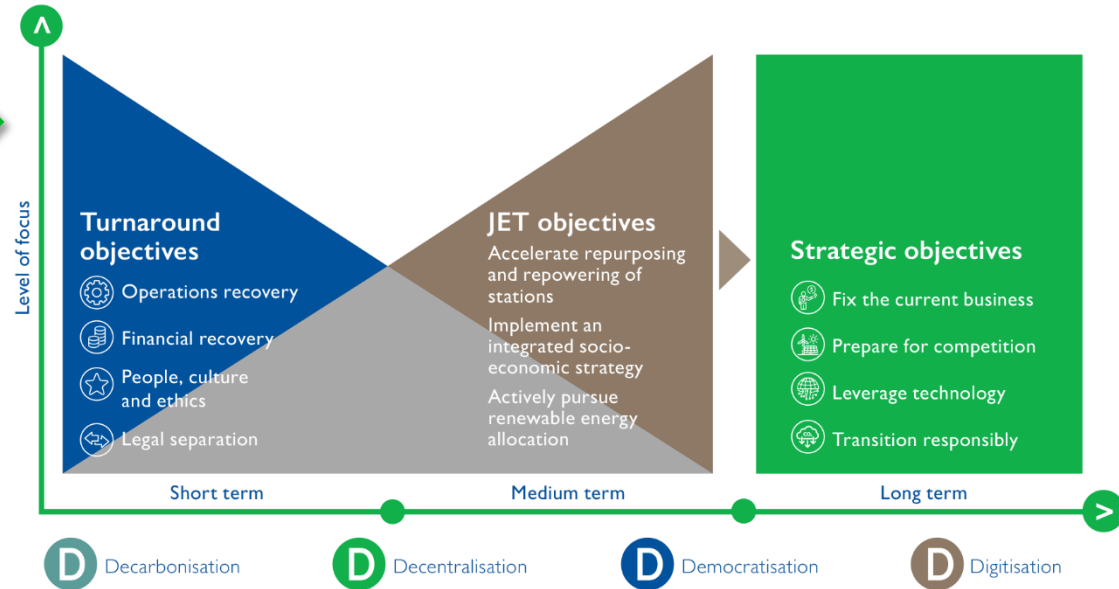 Level of focus
Turnaround
objectives
Operations recovery
Financial recovery
People, culture
and ethics
Legal separation
JET objectives
Accelerate repurposing
and repowering of
stations
Implement an
integrated socio-
economic strategy
Actively pursue
renewable energy
allocation
Strategic objectives
Fix the current business
Prepare for competition
Leverage technology
Transition responsibly
Short term
Medium term
Long term
D Decarbonisation
D Decentralisation
D Democratisation
D Digitisation